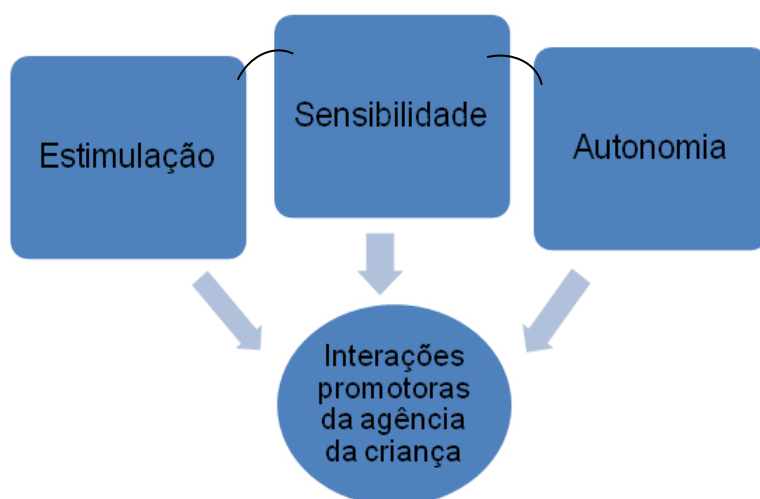 Estimulação
Sensibilidade
Autonomia
Interações
promotoras
da agência
da criança